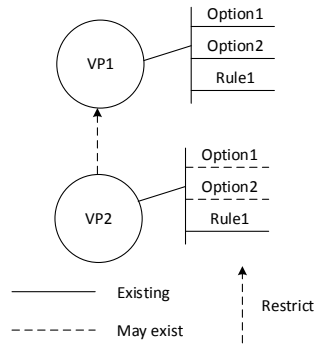 Option1
VP1
Option2
Rule1
Option1
Option2
VP2
Rule1
Existing
Restrict
May exist